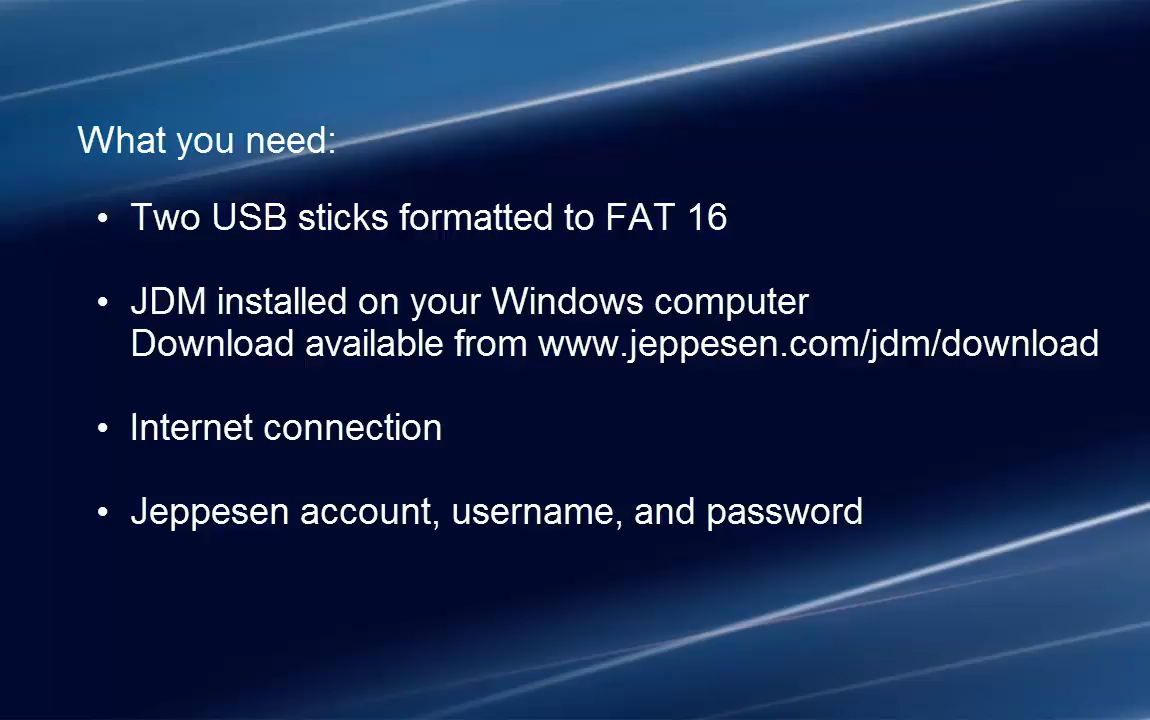 What you need:
• Two USB sticks formatted to FAT 16
• JDM installed on your Windows computer
Download available from www.jeppesen.com/jdm/download
• Internet connection
• Jeppesen account, username, and password